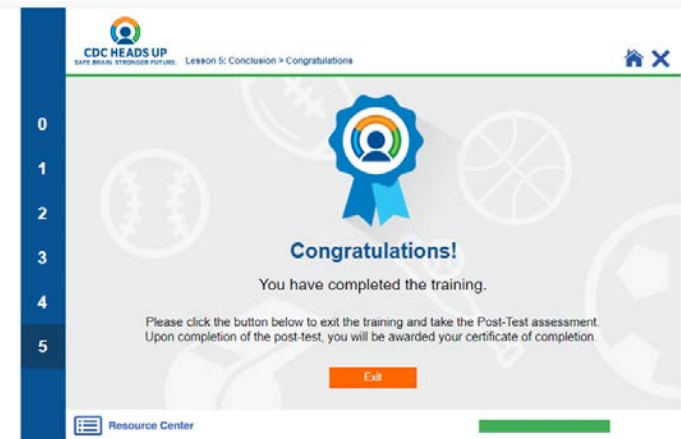 CDC HEADS UP
SAFE BRAIN. STRONGER FUTURE.
Lesson 5: Conclusion > Congratulations
0
1
2
3
4
5
Congratulations!
You have completed the training.
Please click the button below to exit the training and take the Post-Test assessment.
Upon completion of the post-test, you will be awarded your certificate of completion.
Exit
Resource Center